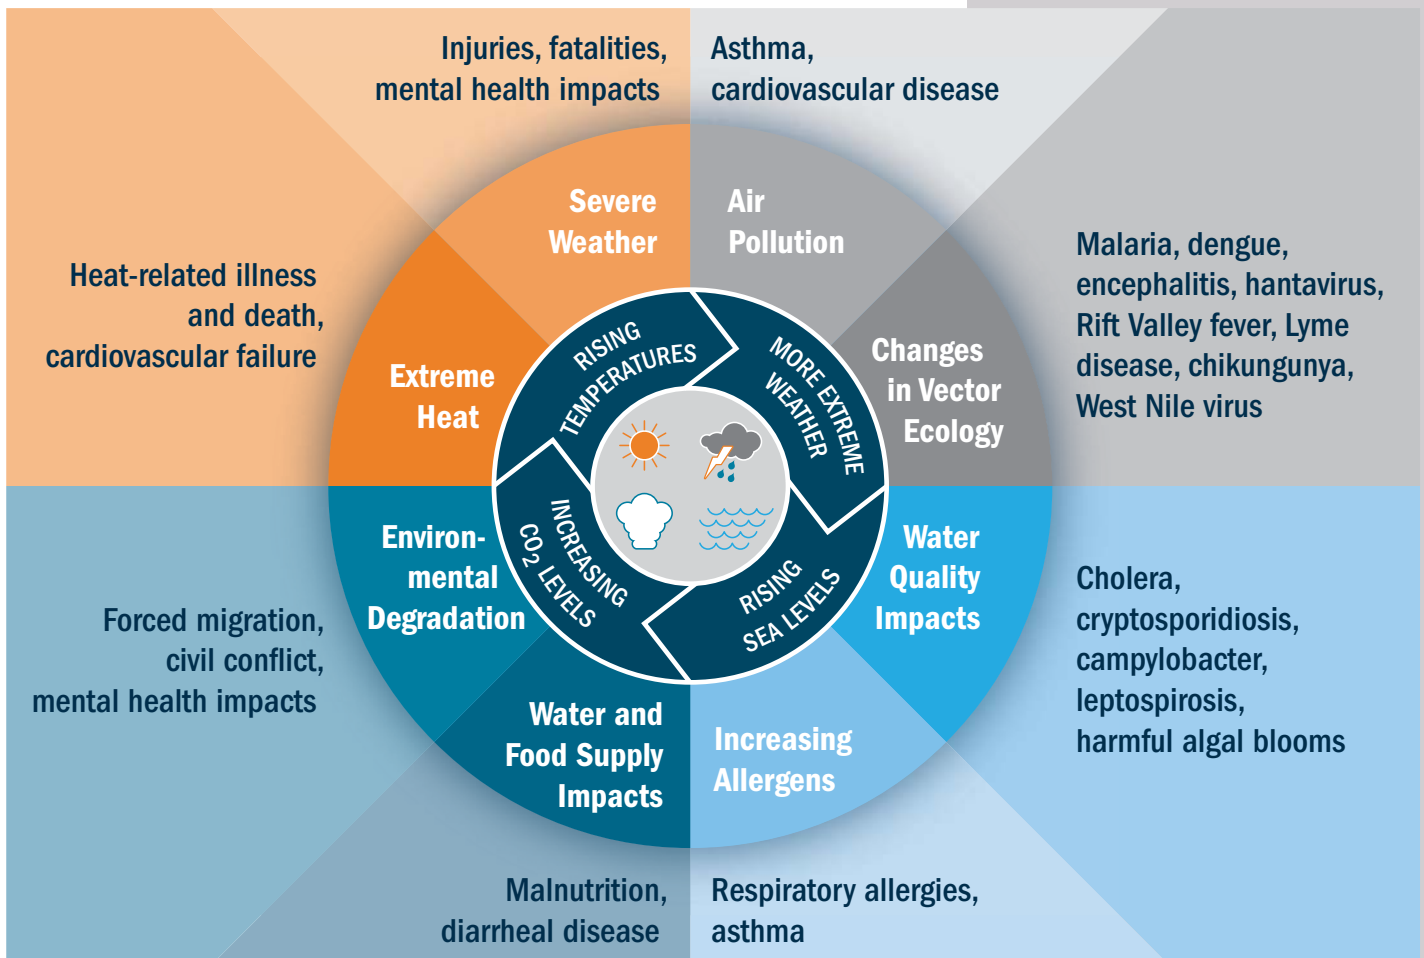 Injuries, fatalities,
mental health impacts
Asthma,
cardiovascular disease
Severe
Weather
Air
Pollution
Heat-related illness
and death,
cardiovascular failure
Extreme
Heat
Changes
in Vector
Ecology
Malaria, dengue,
encephalitis, hantavirus,
Rift Valley fever, Lyme
disease, chikungunya,
West Nile virus
RISING
TEMPERATURES
MORE EXTREME
WEATHER
INCREASING
CO2 LEVELS
RISING
SEA LEVELS
Environ-
mental
Degradation
Water
Quality
Impacts
Forced migration,
civil conflict,
mental health impacts
Cholera,
cryptosporidiosis,
campylobacter,
leptospirosis,
harmful algal blooms
Water and
Food Supply
Impacts
Increasing
Allergens
Malnutrition,
diarrheal disease
Respiratory allergies,
asthma